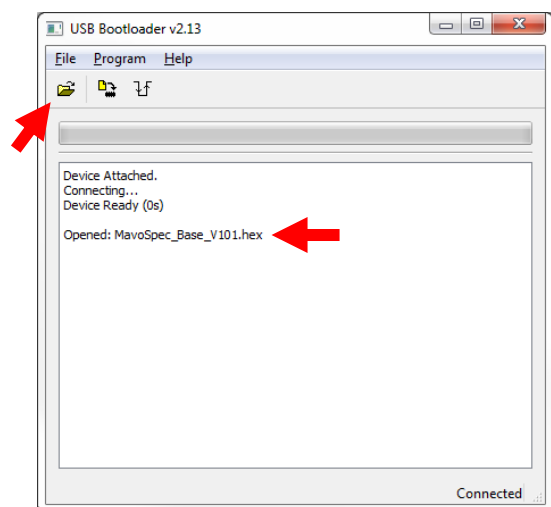 USB Bootloader v2.13
File Program Help
Device Attached.
Connecting...
Device Ready (0s)
Opened: MavoSpec_Base_V101.hex
Connected